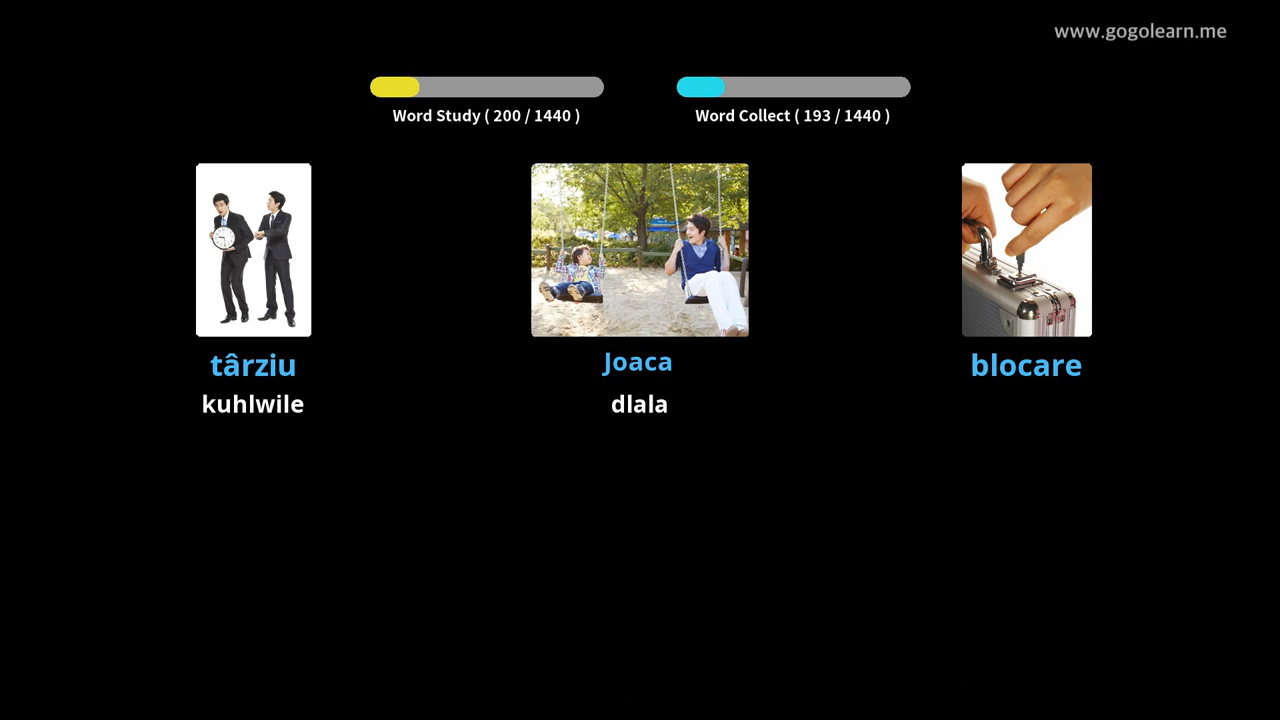 www.gogolearn.me
Word Study ( 200 / 1440 )
Word Collect ( 193 / 1440 )
târziu
Joaca
blocare
kuhlwile
dlala